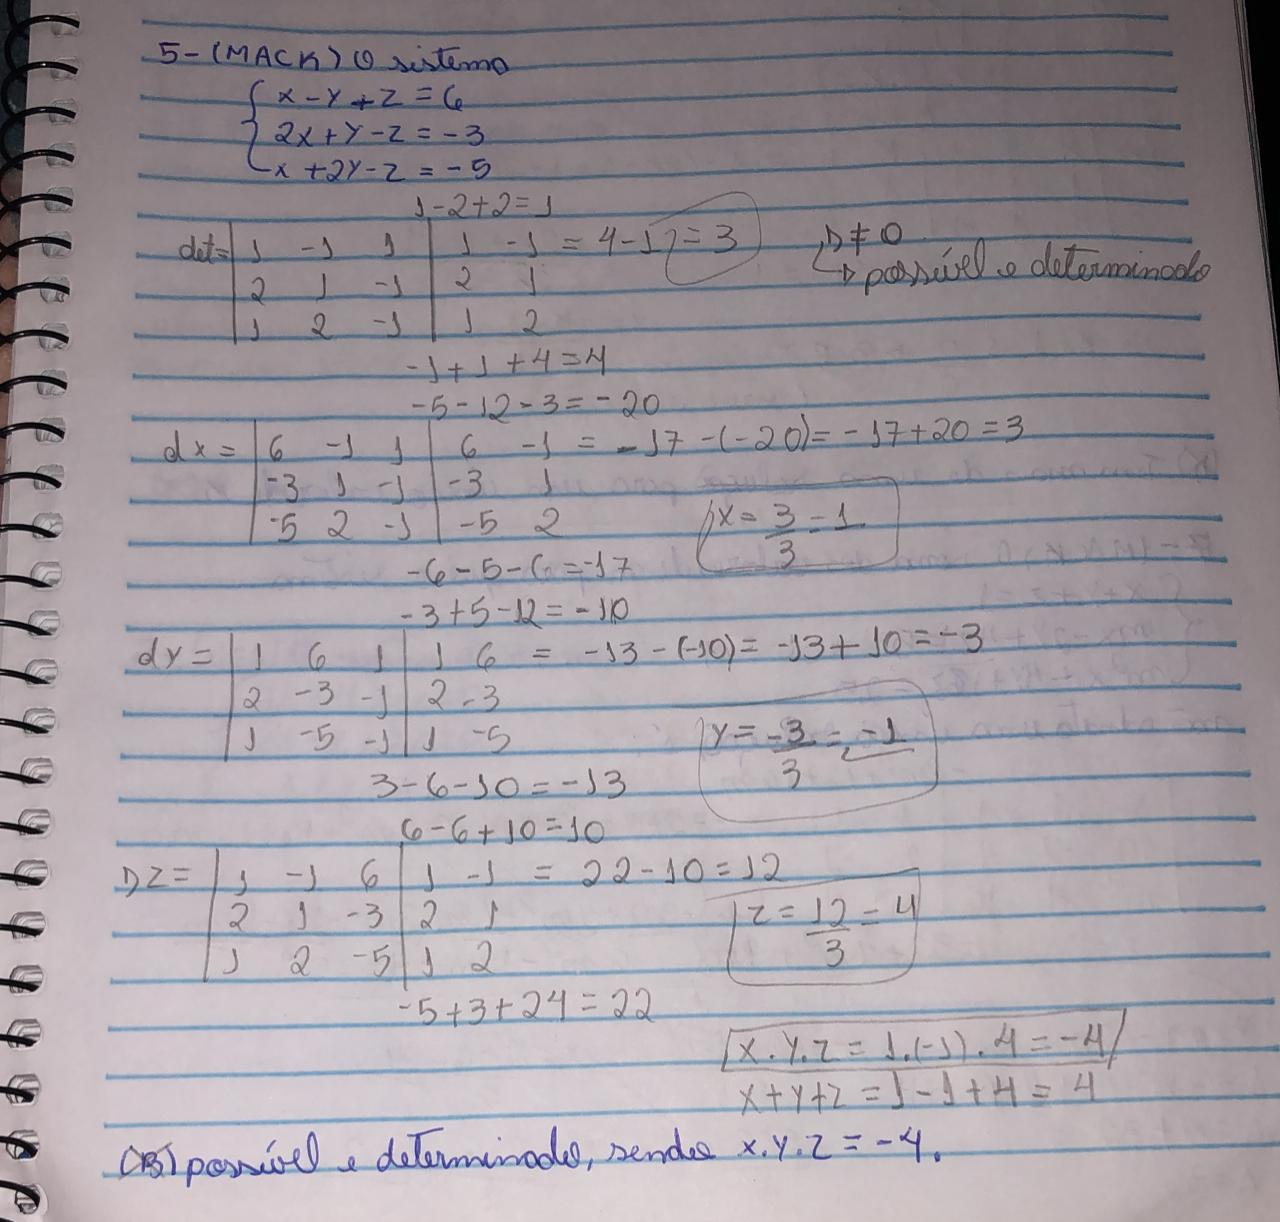 5-(MACK) O sistema
x-y+z=6
2x+y-z=-3
x+2y-z=-5
1-2+2=1
det= 1 -1 1 1 -1 = 4-1 = 3 D≠0
2 1 -1 2 1 possível e determinado
1 2 -1 1 2
-1+1+4=4
-5-12-3=-20
dx= 6 -1 1 6 -1 = -17-(-20)=-17+20=3
-3 1 -1 -3 1
-5 2 -1 -5 2 x=3/3=1
-6-5-6=-17
-3+5-12=-10
dy= 1 6 1 1 6 = -13-(-10)=-13+10=-3
2 -3 -1 2 -3
1 -5 -1 1 -5 y=-3/3=-1
3-6-10=-13
6-6+10=10
DZ= 1 -1 6 1 -1 = 22-10=12
2 1 -3 2 1 z=12/3=4
1 2 -5 1 2
-5+3+24=22
x.y.z=1.(-1).4=-4
x+y+z=1-1+4=4
(B) possível e determinado, sendo x.y.z=-4.